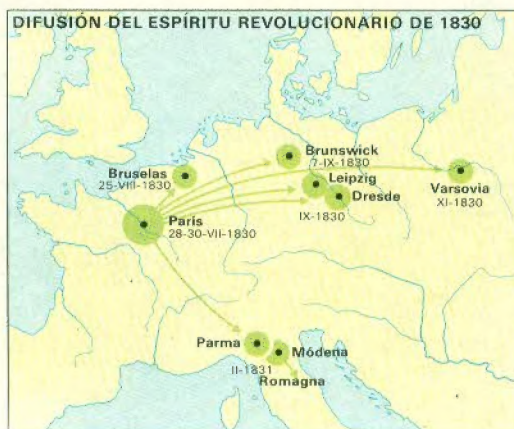 DIFUSIÓN DEL ESPÍRITU REVOLUCIONARIO DE 1830
Brunswick
7-IX-1830
Bruselas
25-VIII-1830
Leipzig
Dresde
IX-1830
Varsovia
XI-1830
Paris
28-30-VII-1830
Parma
Módena
II-1831
Romagna